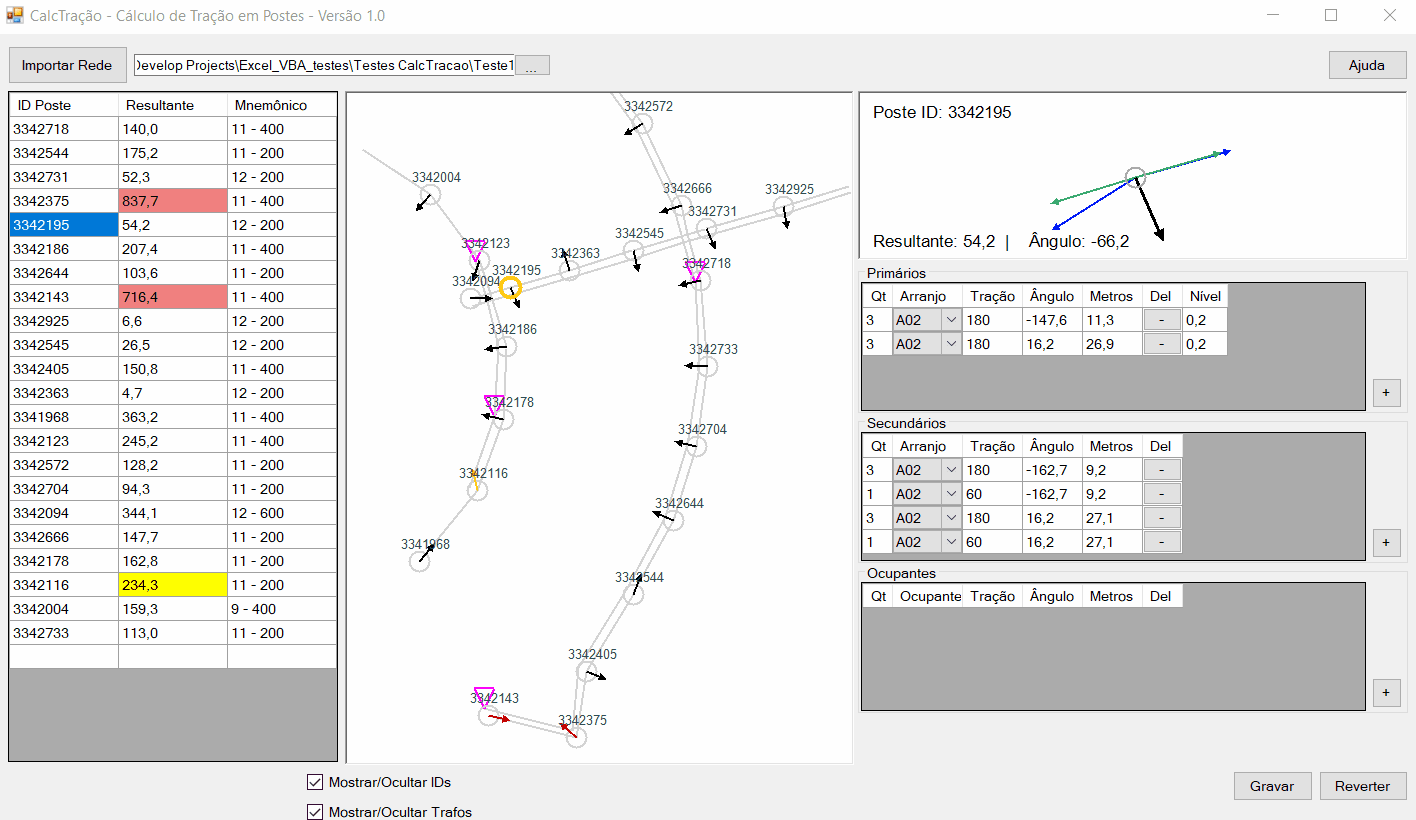 CalcTração - Cálculo de Tração em Postes - Versão 1.0
Importar Rede
Develop Projects\Excel_VBA_testes\Testes CalcTracao\Teste1
...
Ajuda
ID Poste Resultante Mnemônico
3342718 140,0 11 - 400
3342544 175,2 11 - 200
3342731 52,3 12 - 200
3342375 837,7 11 - 400
3342195 54,2 12 - 200
3342186 207,4 11 - 400
3342644 103,6 11 - 200
3342143 716,4 11 - 400
3342925 6,6 12 - 200
3342545 26,5 12 - 200
3342405 150,8 11 - 400
3342363 4,7 12 - 200
3341968 363,2 11 - 400
3342123 245,2 11 - 400
3342572 128,2 11 - 200
3342704 94,3 11 - 200
3342094 344,1 12 - 600
3342666 147,7 11 - 200
3342178 162,8 11 - 200
3342116 234,3 11 - 200
3342004 159,3 9 - 400
3342733 113,0 11 - 200
3342572
3342004
3342666
3342925
3342731
3342545
3342123
3342363
3342718
3342195
3342094
3342186
3342733
3342178
3342704
3342116
3342644
3341968
3342544
3342405
3342143
3342375
Mostrar/Ocultar IDs
Mostrar/Ocultar Trafos
Poste ID: 3342195
Resultante: 54,2 | Ângulo: -66,2
Primários
Qt Arranjo Tração Ângulo Metros Del Nível
3 A02 180 -147,6 11,3 - 0,2
3 A02 180 16,2 26,9 - 0,2
+
Secundários
Qt Arranjo Tração Ângulo Metros Del
3 A02 180 -162,7 9,2 -
1 A02 60 -162,7 9,2 -
3 A02 180 16,2 27,1 -
1 A02 60 16,2 27,1 -
+
Ocupantes
Qt Ocupante Tração Ângulo Metros Del
+
Gravar
Reverter